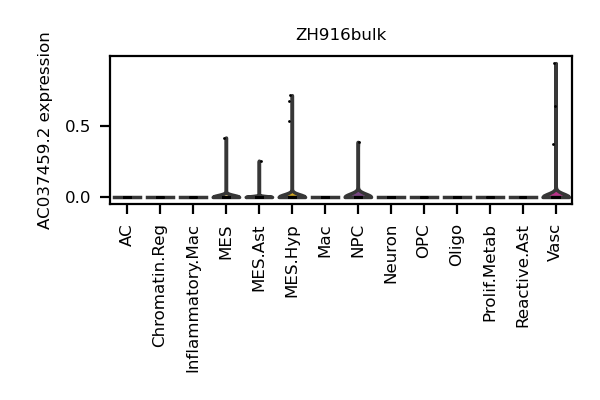 ZH916bulk
AC037459.2 expression
0.5
0.0
AC
Chromatin.Reg
Inflammatory.Mac
MES
MES.Ast
MES.Hyp
Mac
NPC
Neuron
OPC
Oligo
Prolif.Metab
Reactive.Ast
Vasc